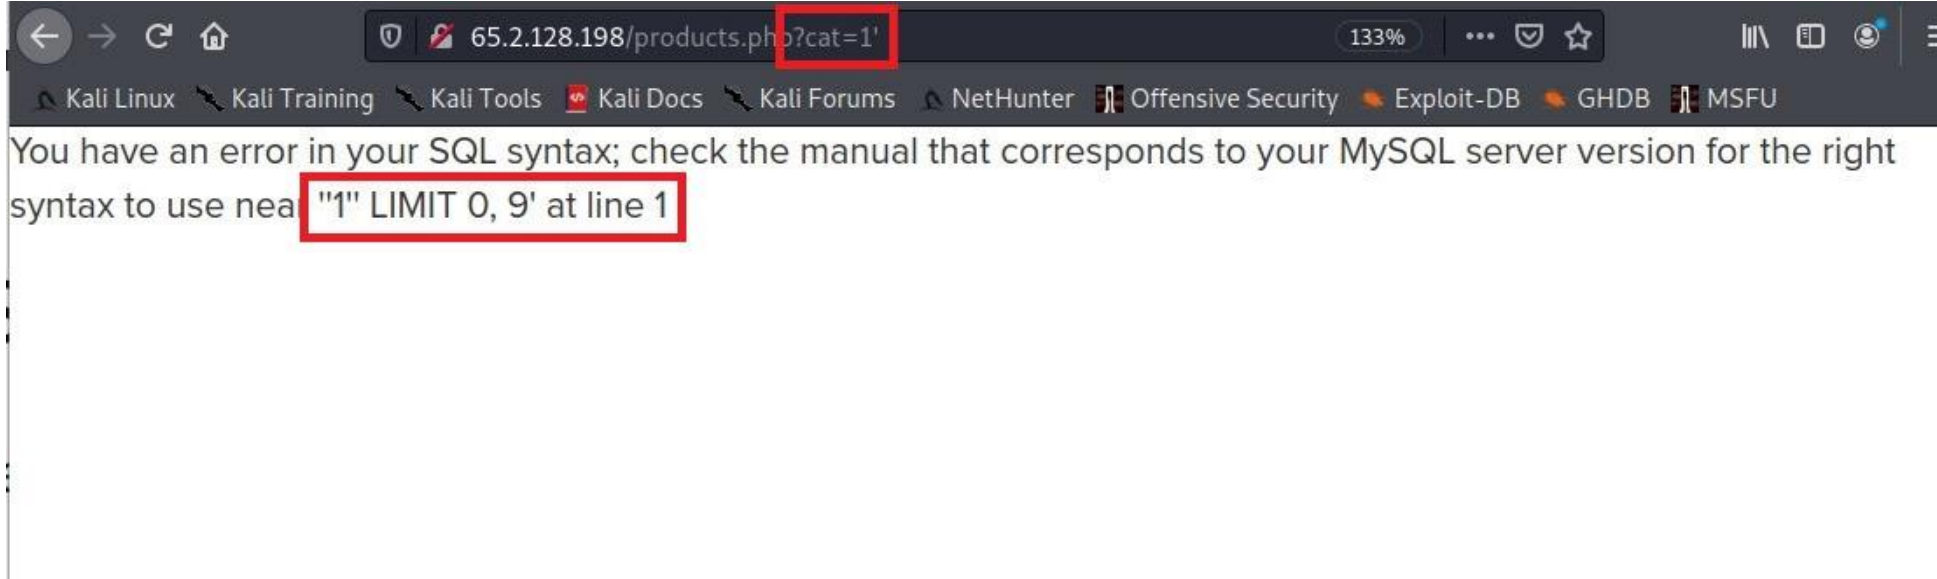 65.2.128.198/products.php?cat=1' 133%
Kali Linux Kali Training Kali Tools Kali Docs Kali Forums NetHunter Offensive Security Exploit-DB GHDB MSFU
You have an error in your SQL syntax; check the manual that corresponds to your MySQL server version for the right
syntax to use near ''1'' LIMIT 0, 9' at line 1